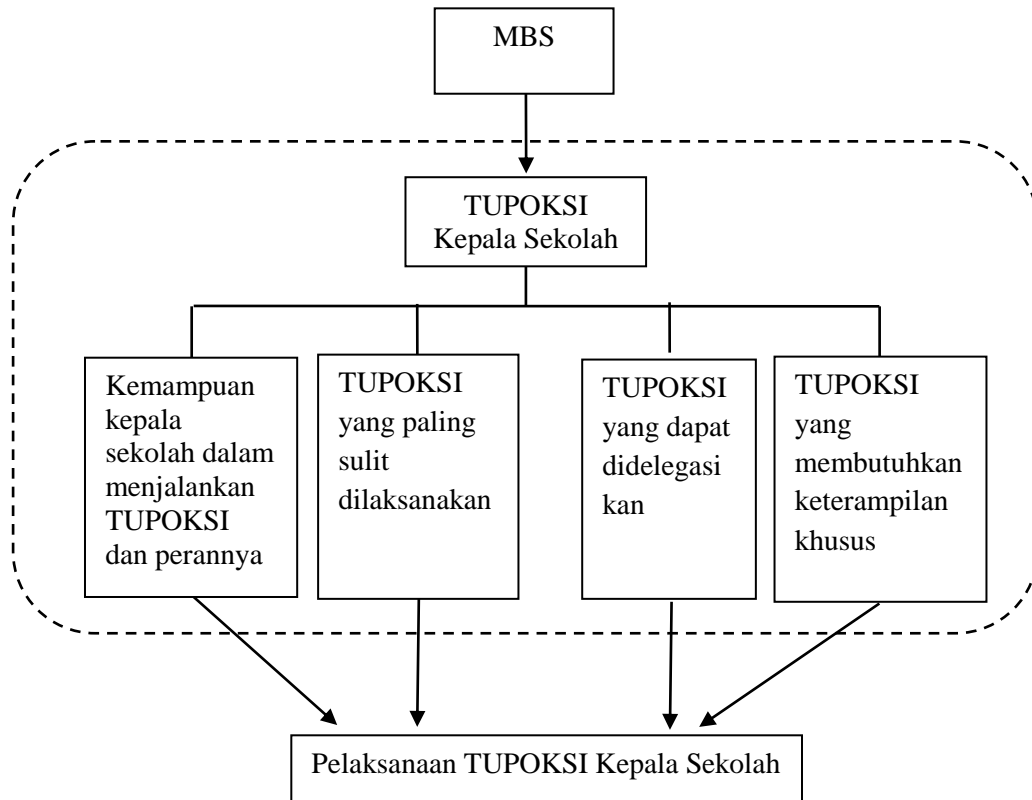 MBS
TUPOKSI
Kepala Sekolah
Kemampuan
kepala
sekolah dalam
menjalankan
TUPOKSI
dan perannya
TUPOKSI
yang paling
sulit
dilaksanakan
TUPOKSI
yang dapat
didelegasi
kan
TUPOKSI
yang
membutuhkan
keterampilan
khusus
Pelaksanaan TUPOKSI Kepala Sekolah